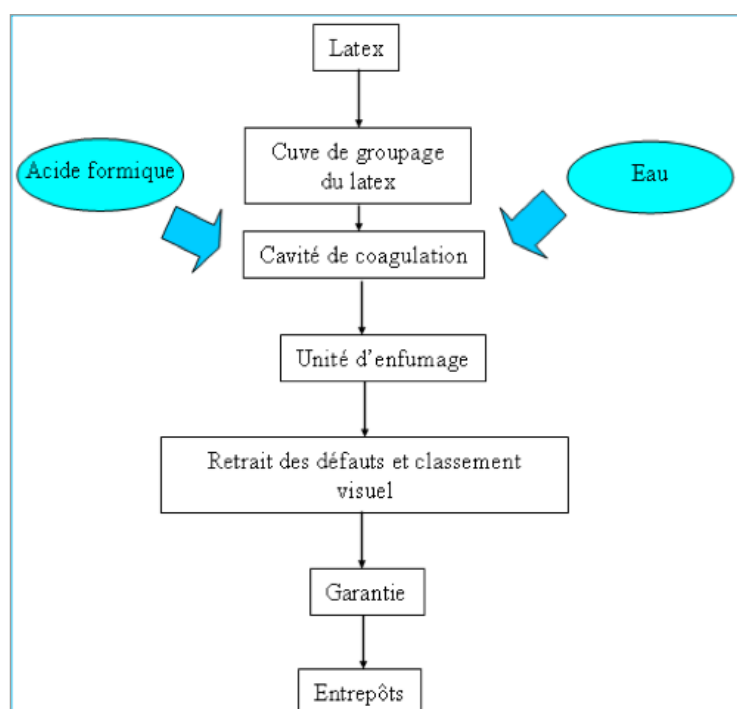 Latex
Cuve de groupage
du latex
Acide formique
Eau
Cavité de coagulation
Unité d'enfumage
Retrait des défauts et classement
visuel
Garantie
Entrepôts